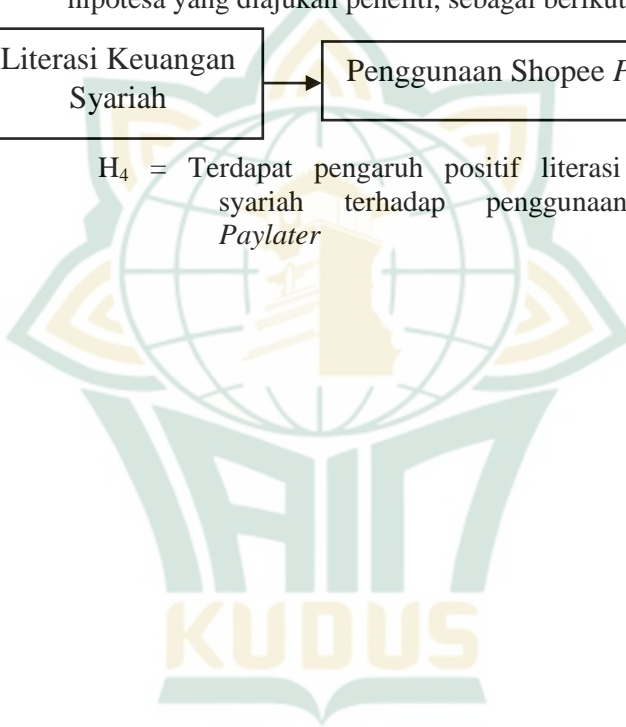 hipotesa yang diajukan peneliti, sebagai berikut
Literasi Keuangan
Syariah
Penggunaan Shopee P
H₄ = Terdapat pengaruh positif literasi
syariah terhadap penggunaan
Paylater
IAIN
KUDUS